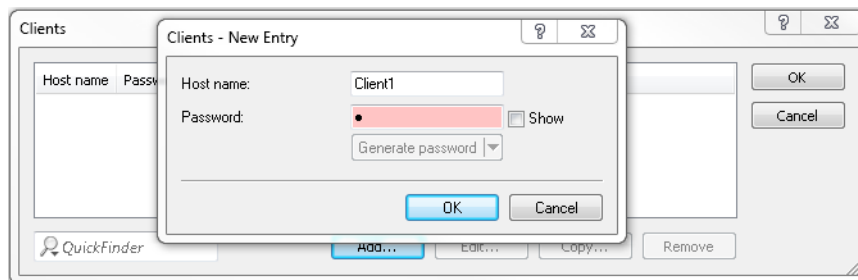 Clients
Clients - New Entry
Host name
Host name:
Client1
Password:
●
Show
Generate password
OK
Cancel
OK
Cancel
QuickFinder
Add...
Edit...
Copy...
Remove